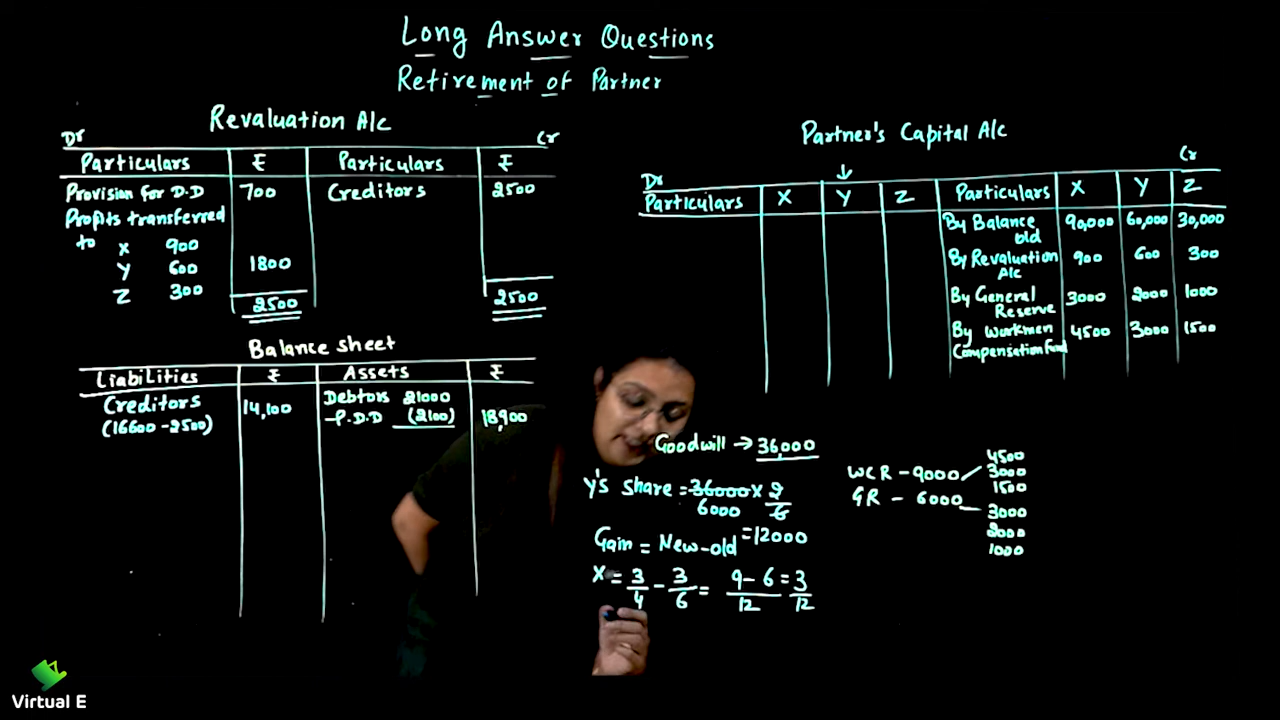 Long Answer Questions
Retirement of Partner
Revaluation A/c
Dr
Cr
Particulars ₹ Particulars ₹
Provision for D.D 700 Creditors 2500
Profits transferred
to X 900
Y 600 1800
Z 300
2500 2500
Balance sheet
Liabilities ₹ Assets ₹
Creditors 14,100 Debtors 21000
(16600-2500) -P.D.D (2100) 18,900
Partner's Capital A/c
Dr
Cr
Particulars X Y Z Particulars X Y Z
By Balance 90,000 60,000 30,000
old
By Revaluation 900 600 300
A/c
By General 3000 2000 1000
Reserve
By Workmen 4500 3000 1500
Compensation Fund
Goodwill → 36,000
Y's share = 36000 × 2
6000 6
= 12000
Gain = New-old
X = 3/4 - 3/6 = 9-6/12 = 3/12
WCR - 9000
4500
3000
1500
GR - 6000
3000
2000
1000
Virtual E